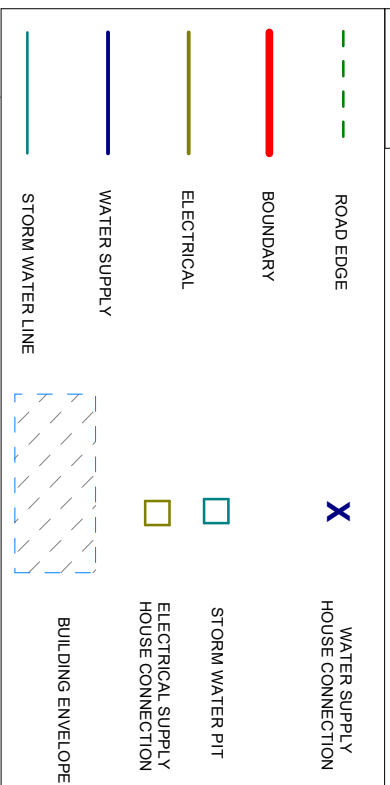 ROAD EDGE
BOUNDARY
ELECTRICAL
WATER SUPPLY
STORM WATER LINE
X
WATER SUPPLY
HOUSE CONNECTION
STORM WATER PIT
ELECTRICAL SUPPLY
HOUSE CONNECTION
BUILDING ENVELOPE